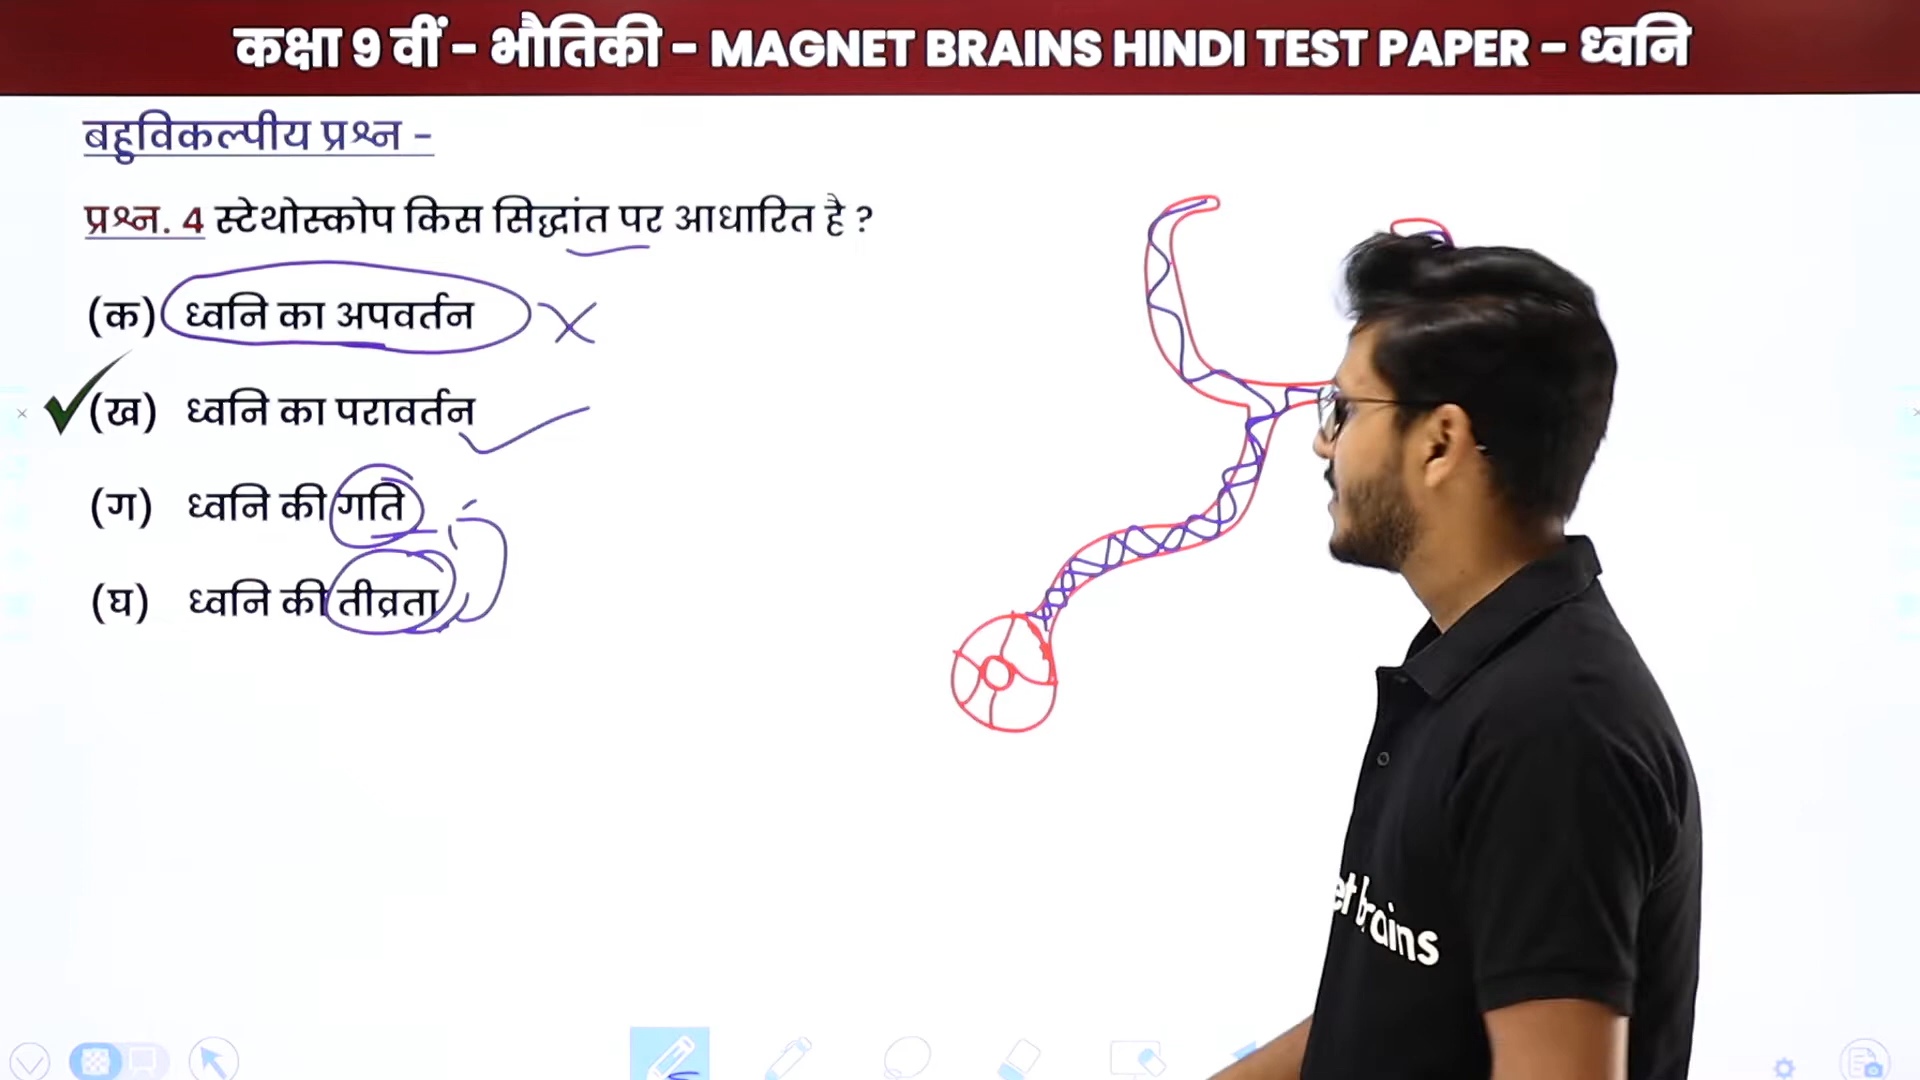 कक्षा 9 वीं - भौतिकी - MAGNET BRAINS HINDI TEST PAPER - ध्वनि
बहुविकल्पीय प्रश्न -
प्रश्न. 4 स्टेथोस्कोप किस सिद्धांत पर आधारित है ?
(क) ध्वनि का अपवर्तन
(ख) ध्वनि का परावर्तन
(ग) ध्वनि की गति
(घ) ध्वनि की तीव्रता
et brains